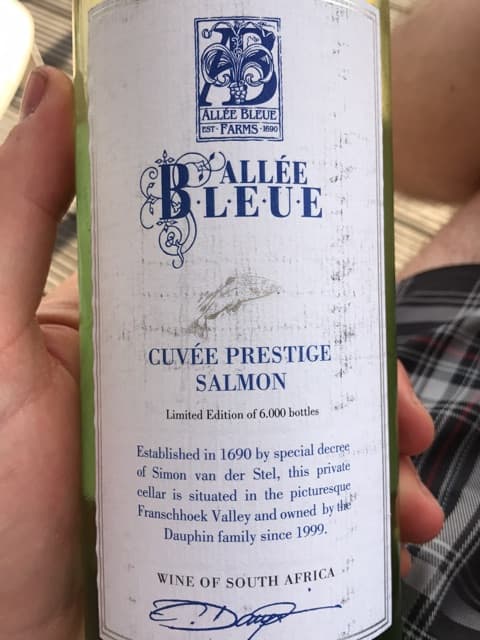 AB
ALLÉE BLEUE
EST · FARMS · 1690
ALLÉE
B·L·E·U·E
CUVÉE PRESTIGE
SALMON
Limited Edition of 6.000 bottles
Established in 1690 by special decree
of Simon van der Stel, this private
cellar is situated in the picturesque
Franschhoek Valley and owned by the
Dauphin family since 1999.
WINE OF SOUTH AFRICA